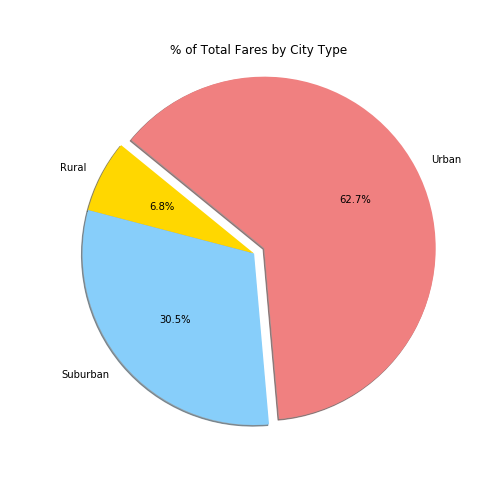 % of Total Fares by City Type
Urban
Rural
62.7%
6.8%
30.5%
Suburban